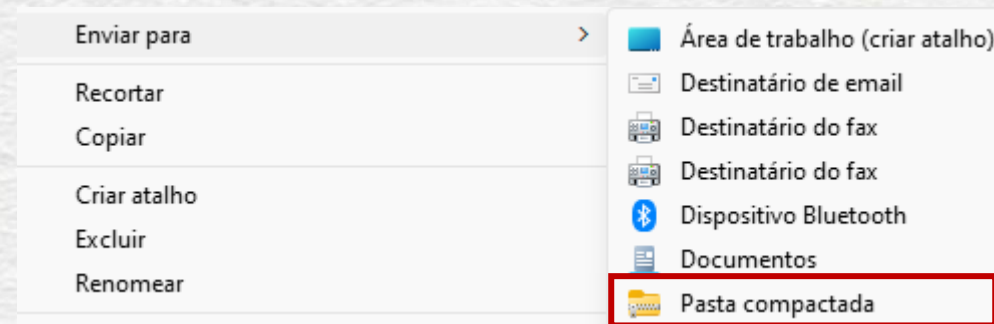 Enviar para
Recortar
Copiar
Criar atalho
Excluir
Renomear
Área de trabalho (criar atalho)
Destinatário de email
Destinatário do fax
Destinatário do fax
Dispositivo Bluetooth
Documentos
Pasta compactada